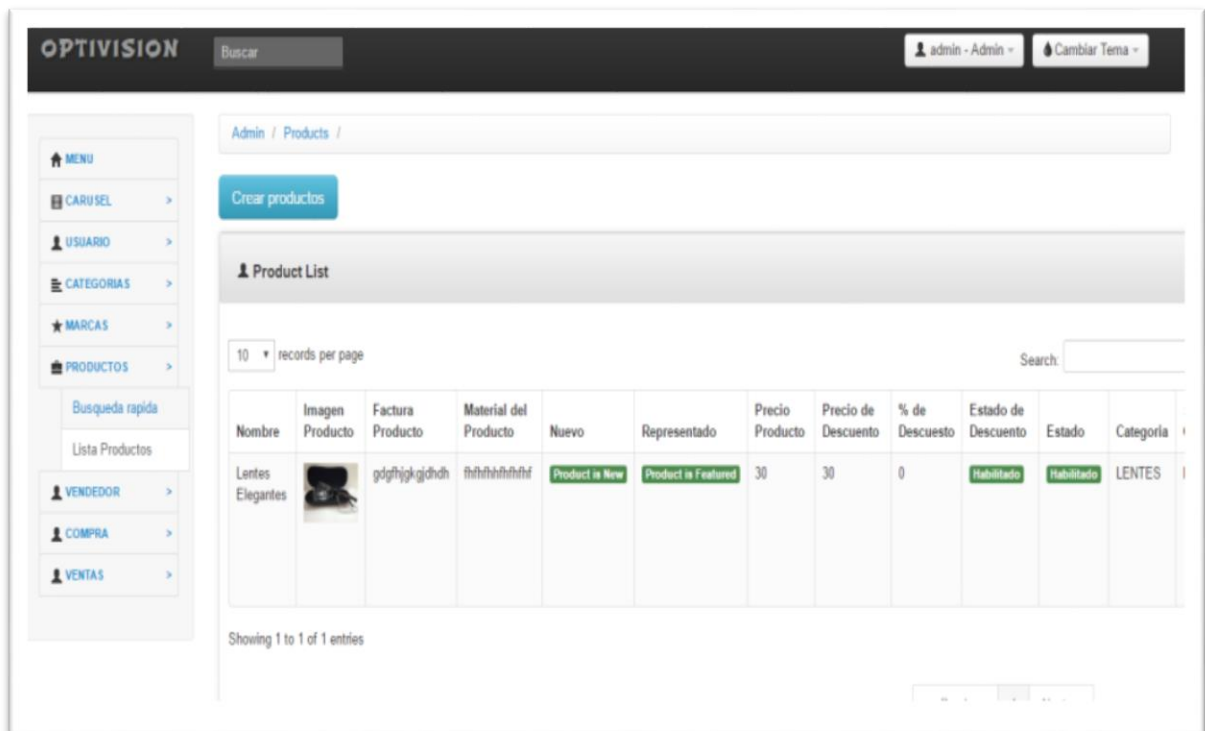 OPTIVISION
Buscar
admin - Admin
Cambiar Tema
Admin / Products /
MENU
CARUSEL >
USUARIO >
CATEGORIAS >
MARCAS >
PRODUCTOS >
Busqueda rapida
Lista Productos
VENDEDOR >
COMPRA >
VENTAS >
Crear productos
Product List
10 records per page
Search:
Nombre Imagen Producto Factura Producto Material del Producto Nuevo Representado Precio Producto Precio de Descuento % de Descuesto Estado de Descuento Estado Categoria
Lentes Elegantes Product is New Product is Featured 30 30 0 Habilitado Habilitado LENTES
Showing 1 to 1 of 1 entries